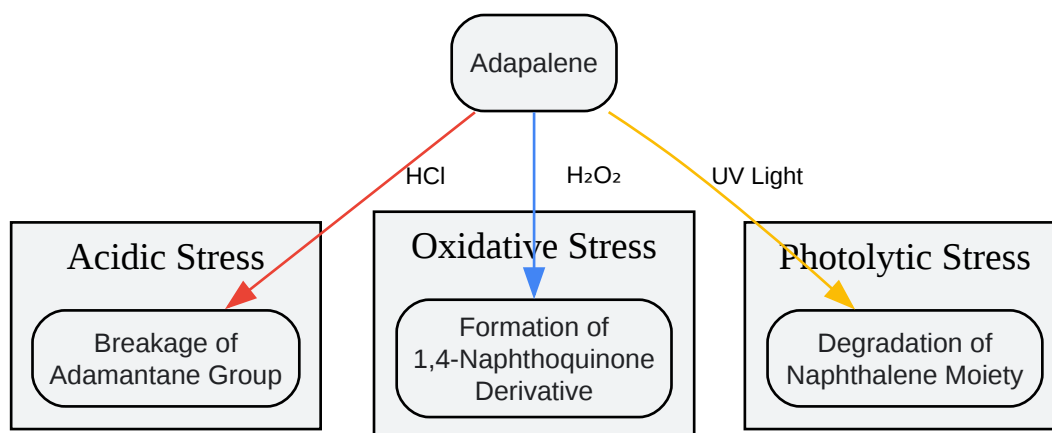 Adapalene
HCl
H₂O₂
UV Light
Acidic Stress
Oxidative Stress
Photolytic Stress
Breakage of
Adamantane Group
Formation of
1,4-Naphthoquinone
Derivative
Degradation of
Naphthalene Moiety